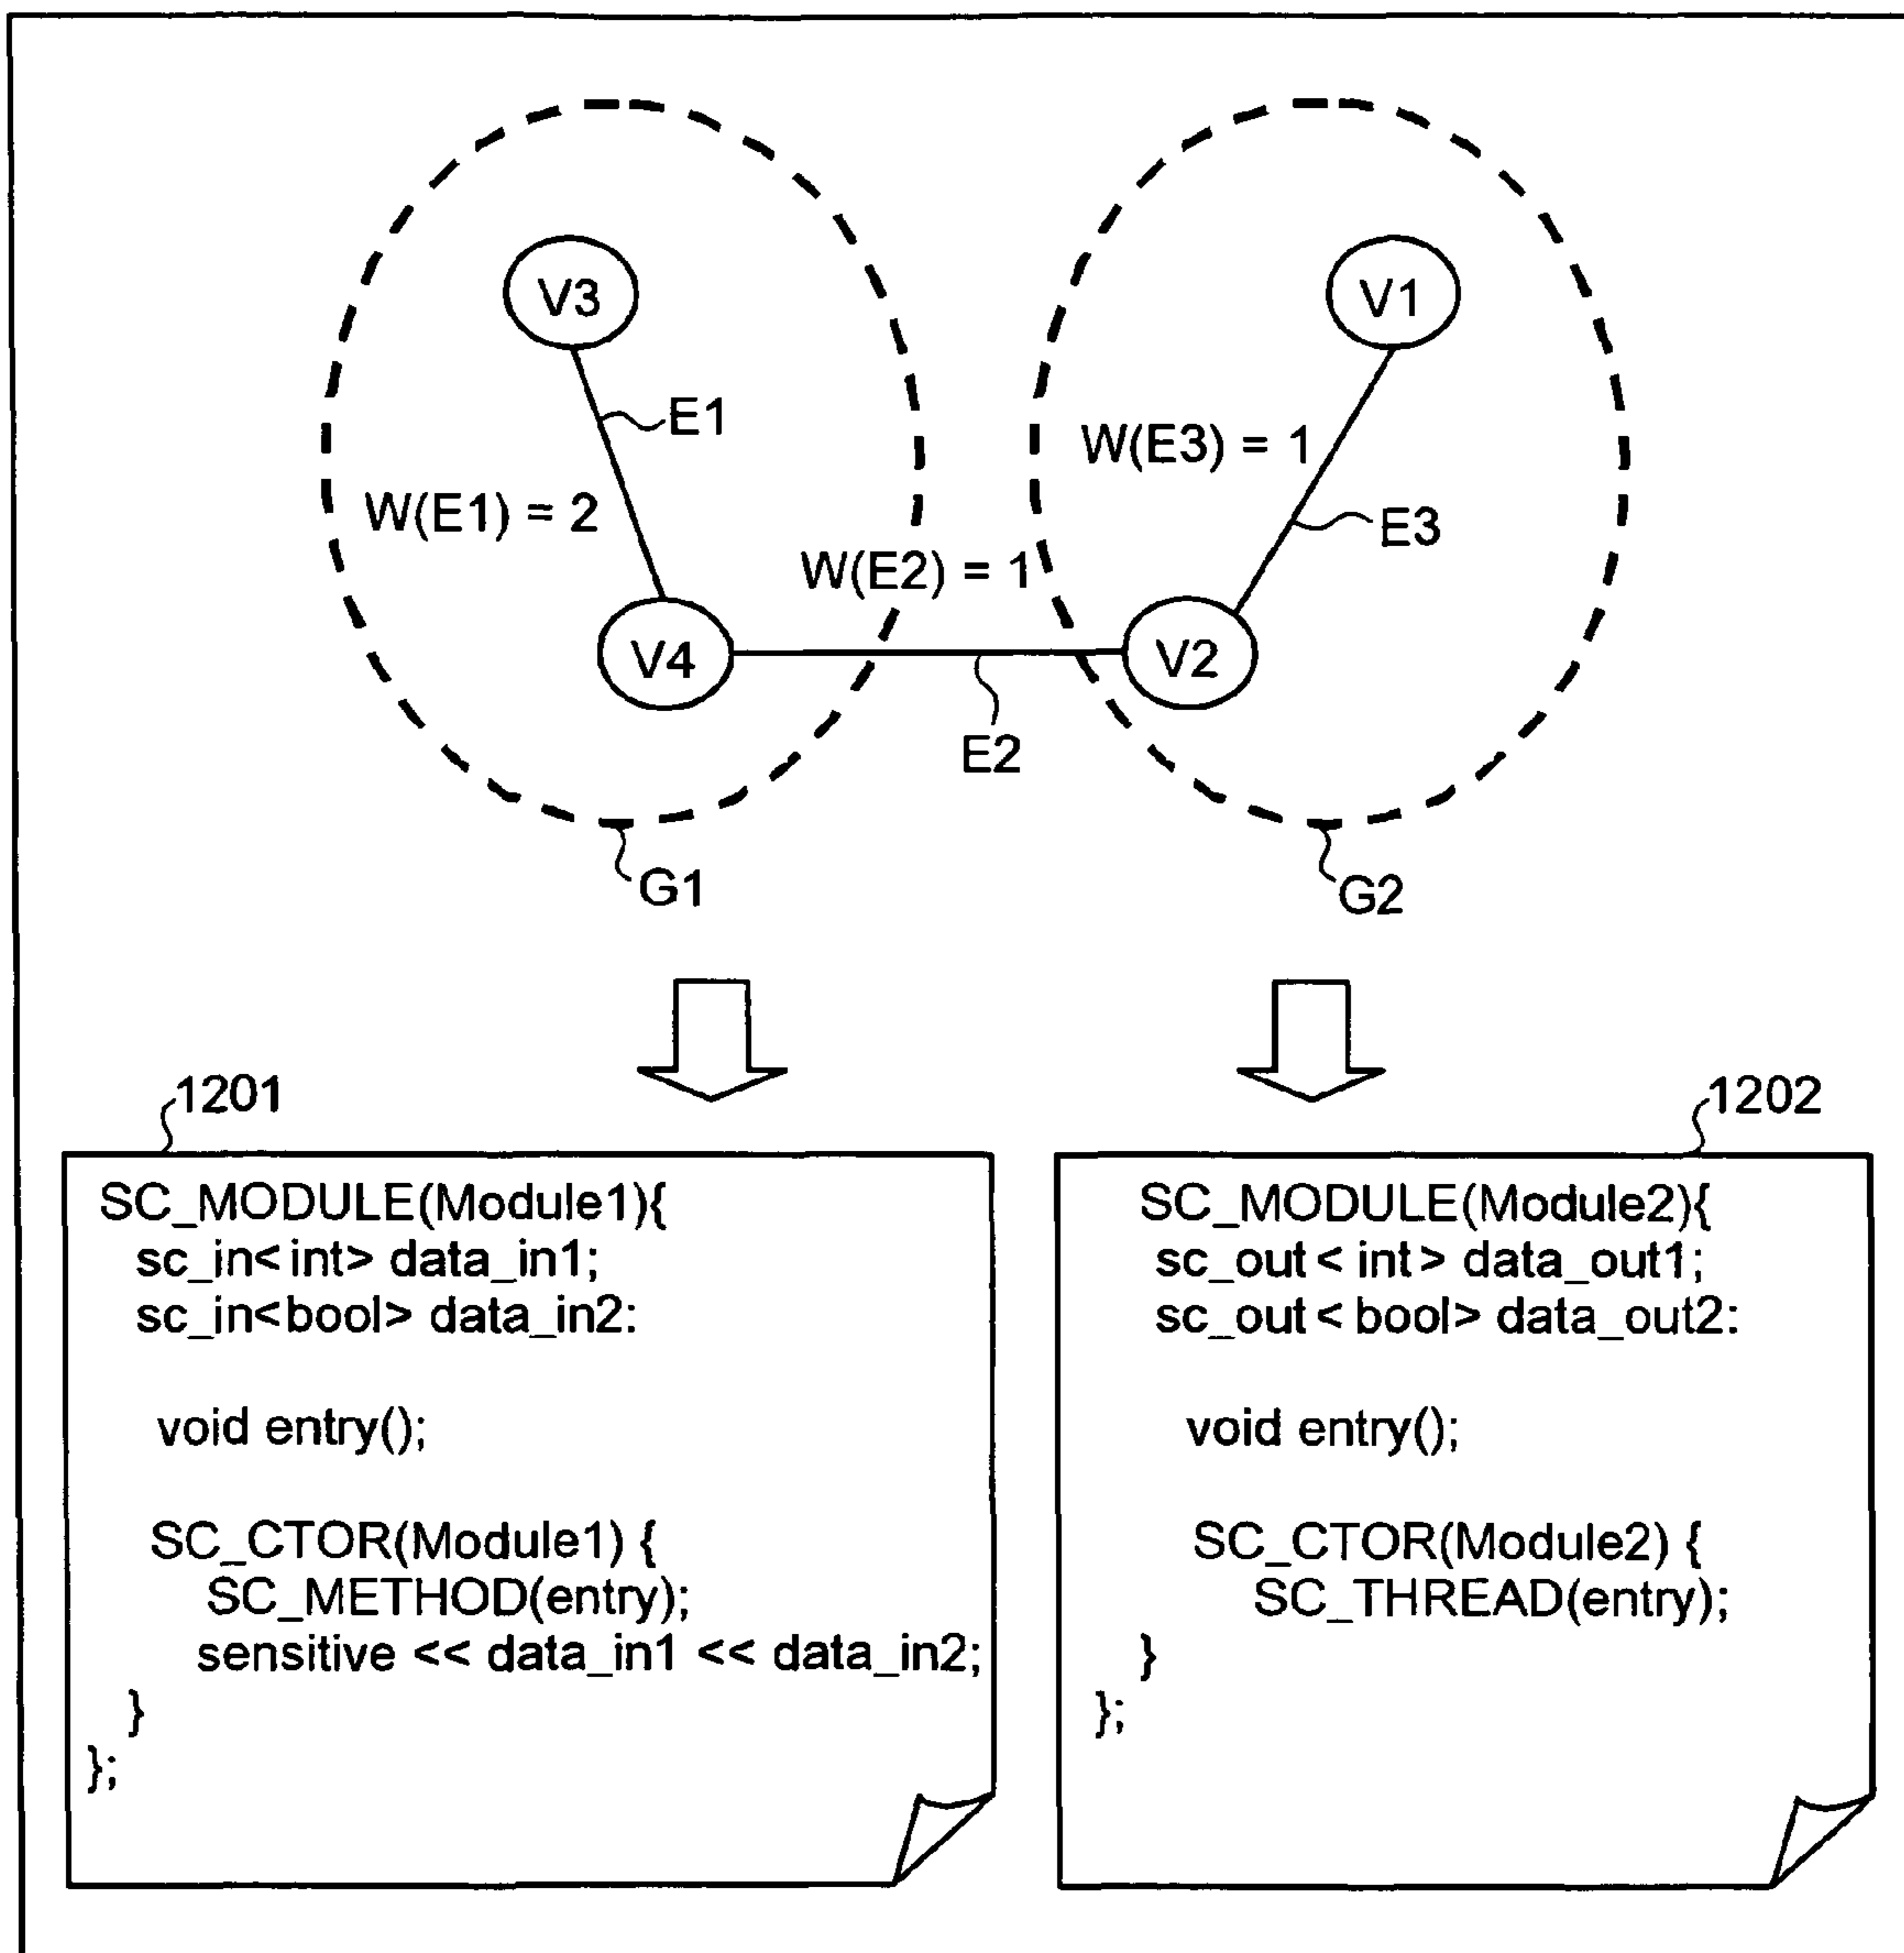 V3
V1
E1
W(E3) = 1
W(E1) = 2
E3
W(E2) = 1
V4
V2
E2
G1
G2
1201
1202
SC_MODULE(Module1){
sc_in<int> data_in1;
sc_in<bool> data_in2:
void entry();
SC_CTOR(Module1) {
SC_METHOD(entry);
sensitive << data_in1 << data_in2;
}
};
SC_MODULE(Module2){
sc_out<int> data_out1;
sc_out<bool> data_out2:
void entry();
SC_CTOR(Module2) {
SC_THREAD(entry);
}
};